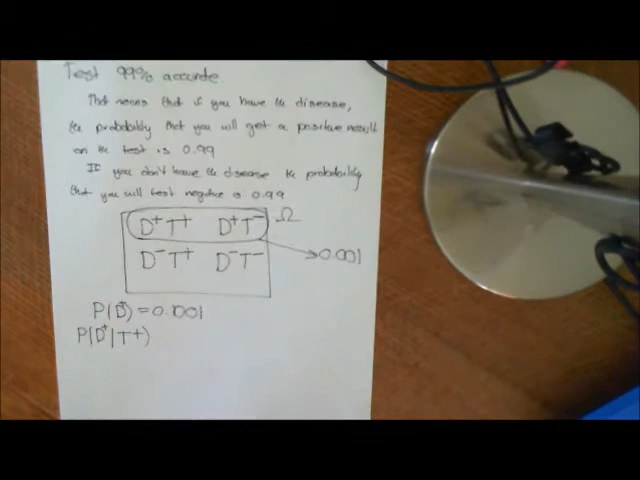 Test 99% accurate.
That means that if you have the disease,
the probability that you will get a positive result
on the test is 0.99
If you don't have the disease the probability
that you will test negative is 0.99
D⁺T⁺ D⁺T⁻ Ω
D⁻T⁺ D⁻T⁻ 0.001
P(D⁺) = 0.001
P(D⁺|T⁺)